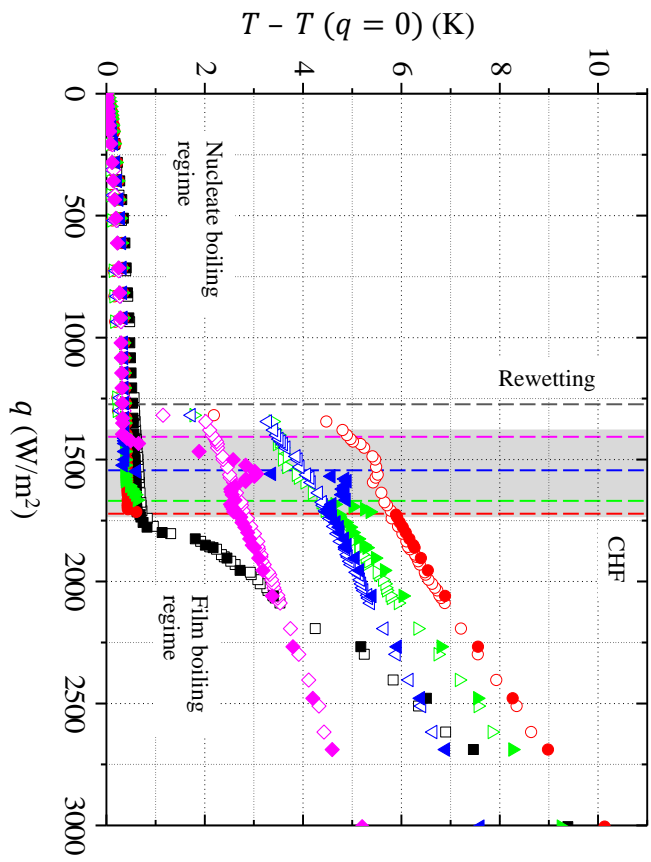 T – T (q = 0) (K)
0
2
4
6
8
10
0
500
1000
1500
2000
2500
3000
q (W/m²)
Nucleate boiling
regime
Rewetting
CHF
Film boiling
regime